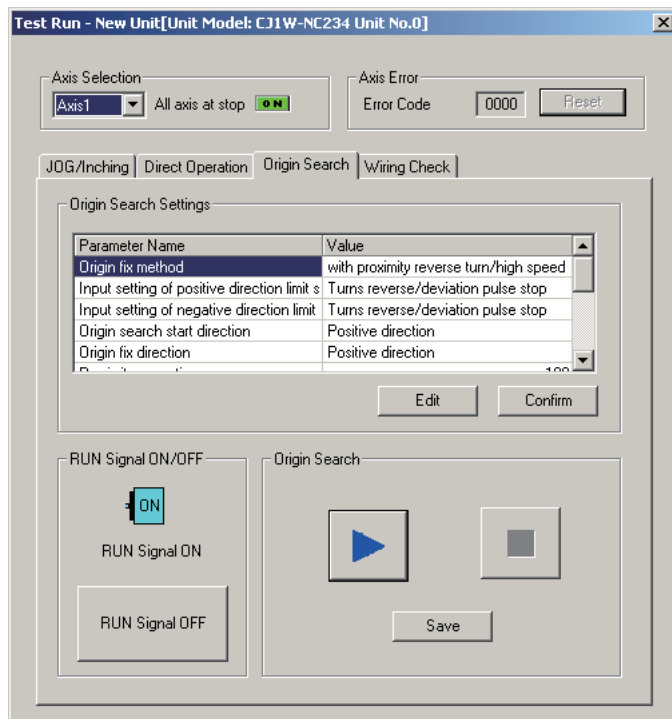 Test Run - New Unit[Unit Model: CJ1W-NC234 Unit No.0]
Axis Selection
Axis1 All axis at stop ON
Axis Error
Error Code 0000 Reset
JOG/Inching Direct Operation Origin Search Wiring Check
Origin Search Settings
Parameter Name Value
Origin fix method with proximity reverse turn/high speed
Input setting of positive direction limit s Turns reverse/deviation pulse stop
Input setting of negative direction limit Turns reverse/deviation pulse stop
Origin search start direction Positive direction
Origin fix direction Positive direction
Edit Confirm
RUN Signal ON/OFF
ON
RUN Signal ON
RUN Signal OFF
Origin Search
Save